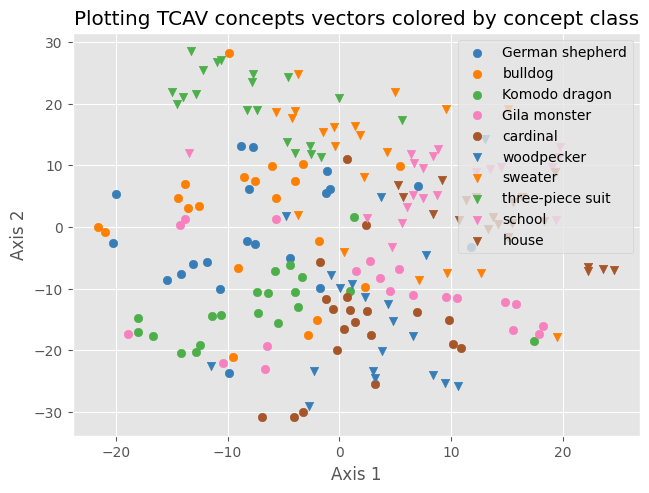 Plotting TCAV concepts vectors colored by concept class
German shepherd
bulldog
Komodo dragon
Gila monster
cardinal
woodpecker
sweater
three-piece suit
school
house
30
20
10
0
−10
−20
−30
Axis 2
−20
−10
0
10
20
Axis 1